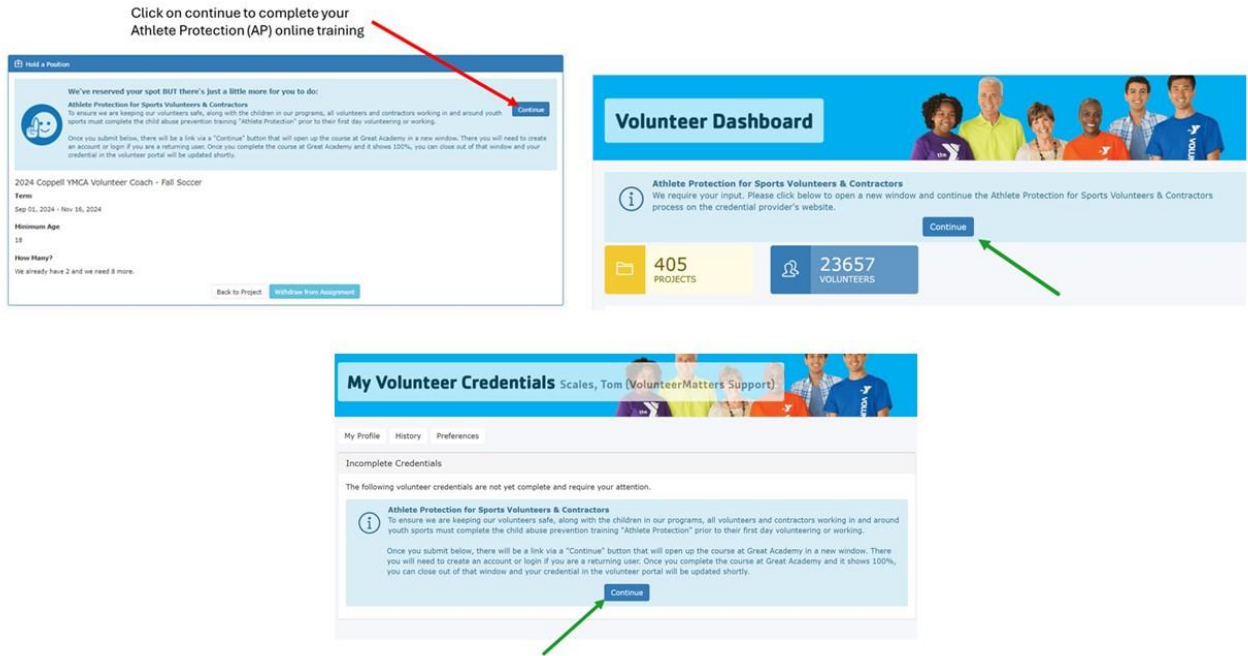 Click on continue to complete your
Athlete Protection (AP) online training
Hold a Position
We've reserved your spot BUT there's just a little more for you to do:
Athlete Protection for Sports Volunteers & Contractors
To ensure we are keeping our volunteers safe, along with the children in our programs, all volunteers and contractors working in and around youth
sports must complete the child abuse prevention training "Athlete Protection" prior to their first day volunteering or working.
Continue
Once you submit below, there will be a link via a "Continue" button that will open up the course at Great Academy in a new window. There you will need to create
an account or login if you are a returning user. Once you complete the course at Great Academy and it shows 100%, you can close out of that window and your
credential in the volunteer portal will be updated shortly.
2024 Coppell YMCA Volunteer Coach - Fall Soccer
Term
Sep 01, 2024 - Nov 16, 2024
Minimum Age
18
How Many?
We already have 2 and we need 8 more.
Back to Project
Withdraw from Assignment
Volunteer Dashboard
the Y
Y VOLUN
Athlete Protection for Sports Volunteers & Contractors
We require your input. Please click below to open a new window and continue the Athlete Protection for Sports Volunteers & Contractors
process on the credential provider's website.
Continue
405
PROJECTS
23657
VOLUNTEERS
My Volunteer Credentials Scales, Tom (VolunteerMatters Support)
the Y
Y VOLUN
My Profile History Preferences
Incomplete Credentials
The following volunteer credentials are not yet complete and require your attention.
Athlete Protection for Sports Volunteers & Contractors
To ensure we are keeping our volunteers safe, along with the children in our programs, all volunteers and contractors working in and around
youth sports must complete the child abuse prevention training "Athlete Protection" prior to their first day volunteering or working.
Once you submit below, there will be a link via a "Continue" button that will open up the course at Great Academy in a new window. There
you will need to create an account or login if you are a returning user. Once you complete the course at Great Academy and it shows 100%,
you can close out of that window and your credential in the volunteer portal will be updated shortly.
Continue